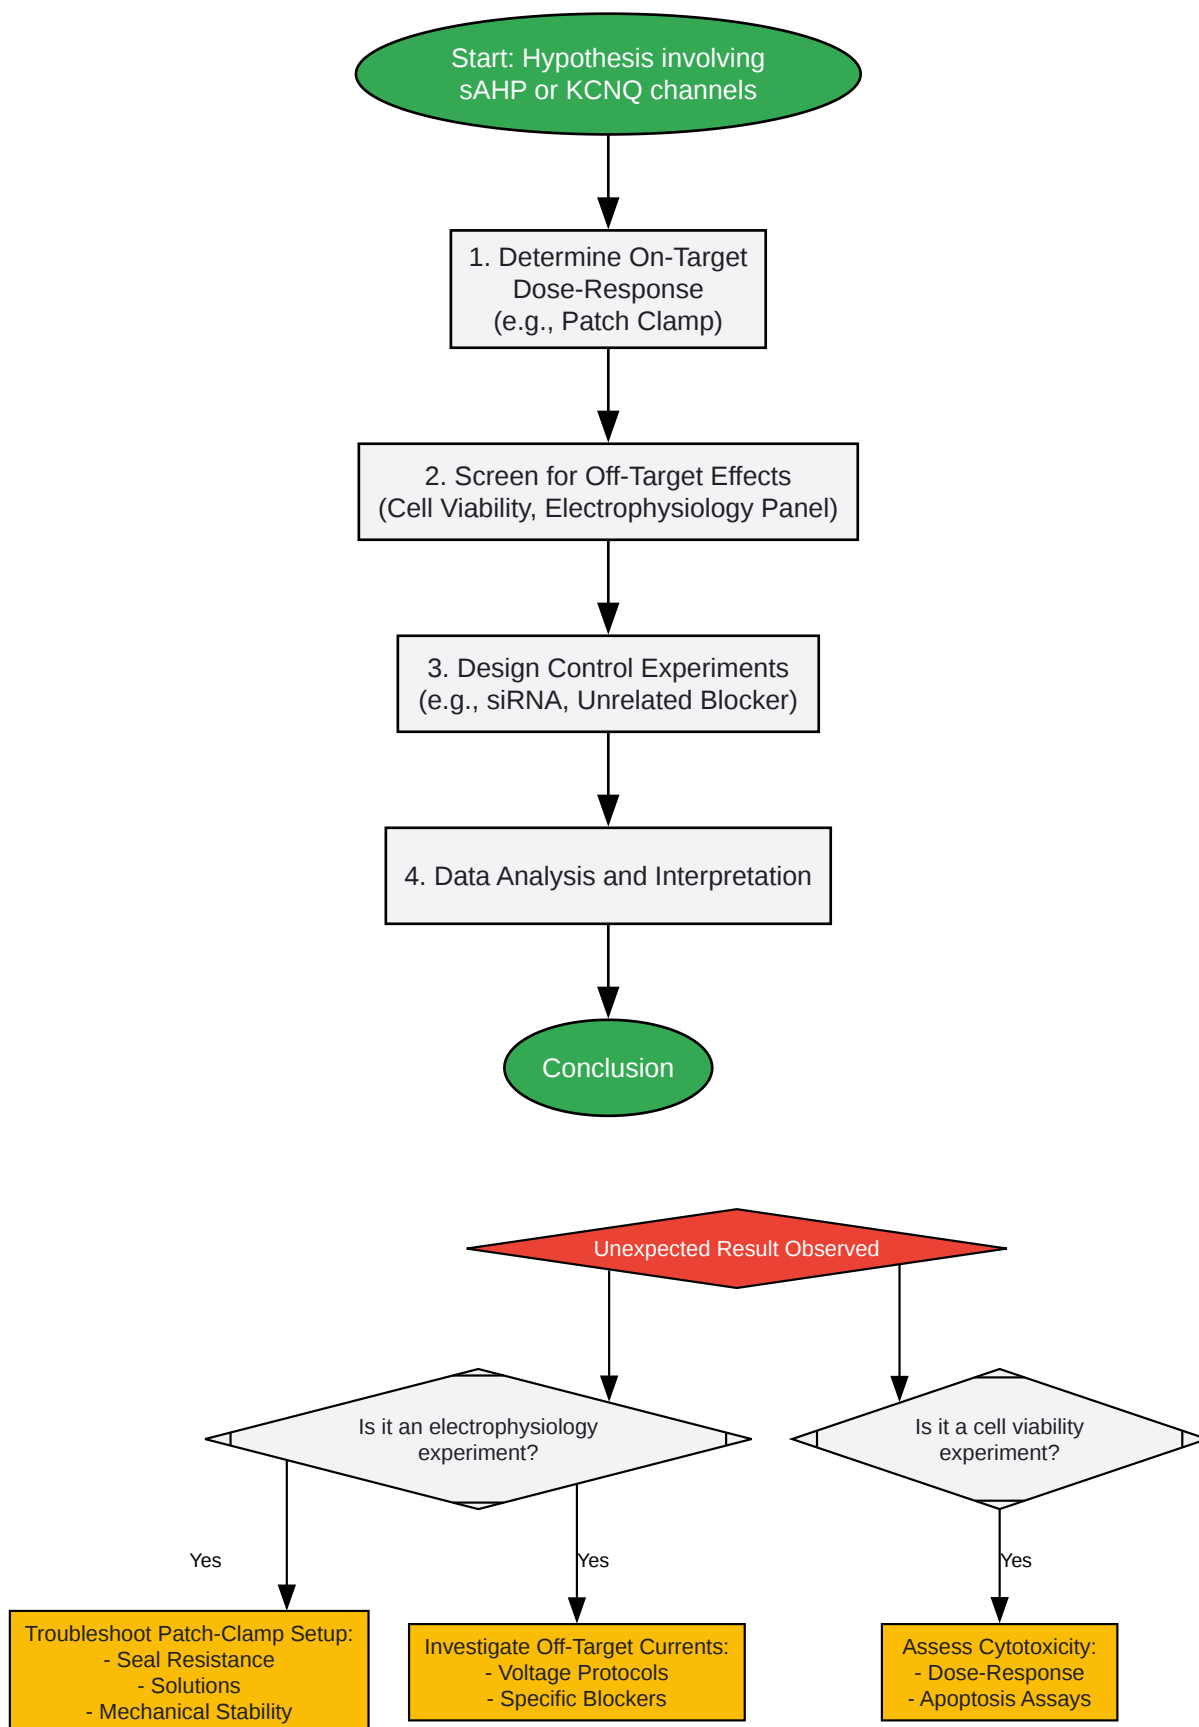 Start: Hypothesis involving
sAHP or KCNQ channels
1. Determine On-Target
Dose-Response
(e.g., Patch Clamp)
2. Screen for Off-Target Effects
(Cell Viability, Electrophysiology Panel)
3. Design Control Experiments
(e.g., siRNA, Unrelated Blocker)
4. Data Analysis and Interpretation
Conclusion
Unexpected Result Observed
Is it an electrophysiology
experiment?
Is it a cell viability
experiment?
Yes
Yes
Yes
Troubleshoot Patch-Clamp Setup:
- Seal Resistance
- Solutions
- Mechanical Stability
Investigate Off-Target Currents:
- Voltage Protocols
- Specific Blockers
Assess Cytotoxicity:
- Dose-Response
- Apoptosis Assays